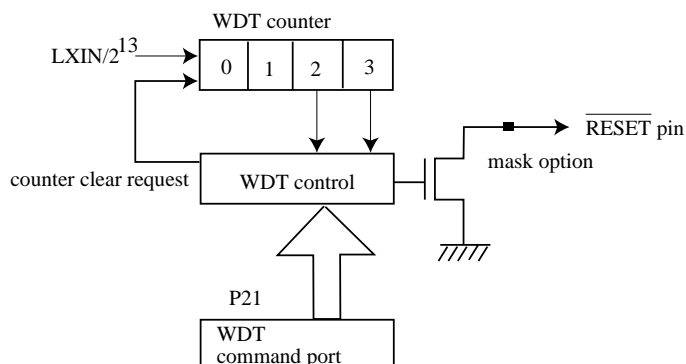 WDT counter
LXIN/2^13
0 1 2 3
RESET pin
mask option
counter clear request
WDT control
P21
WDT
command port